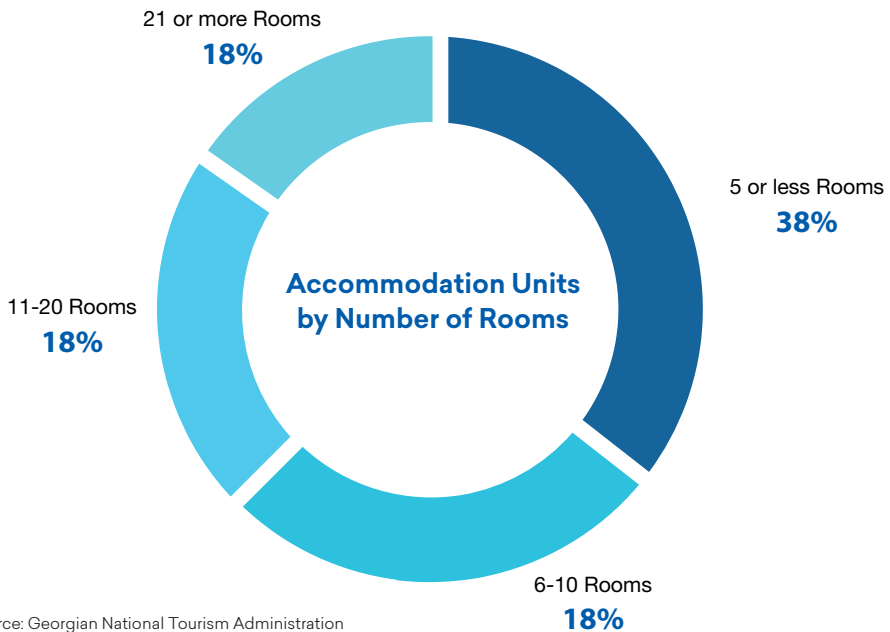 21 or more Rooms
18%
5 or less Rooms
38%
Accommodation Units
by Number of Rooms
11-20 Rooms
18%
6-10 Rooms
18%
rce: Georgian National Tourism Administration